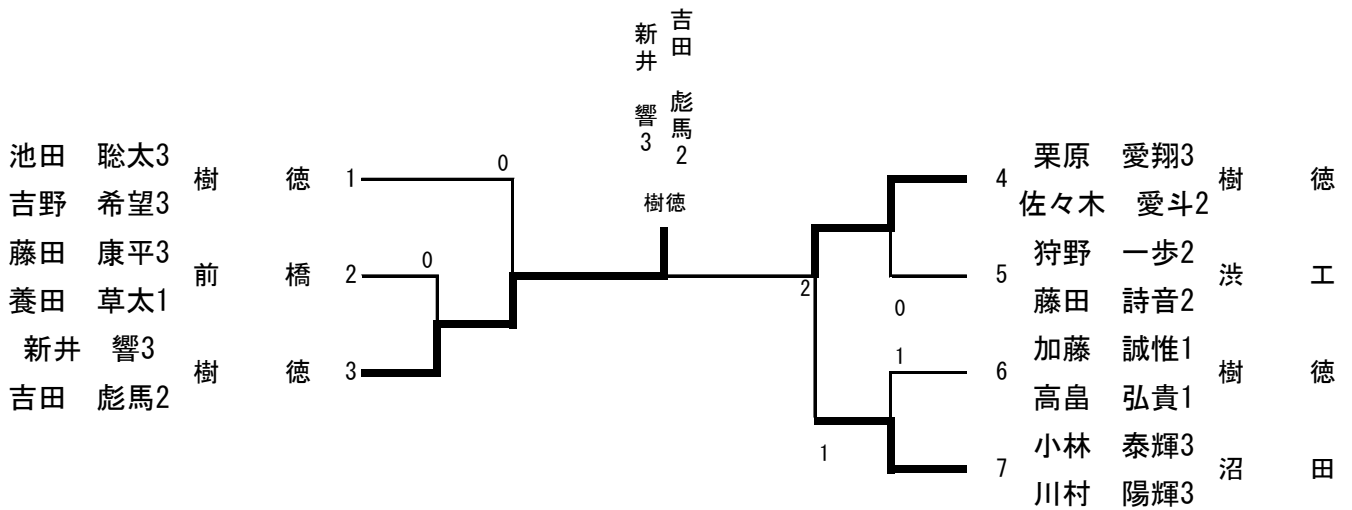 吉田　彪馬2
新井　響3
樹徳
池田　聡太3
吉野　希望3
樹　徳　1
0
藤田　康平3
養田　草太1
前　橋　2
0
新井　響3
吉田　彪馬2
樹　徳　3
2
4　栗原　愛翔3
佐々木　愛斗2
樹　徳
5　狩野　一歩2
藤田　詩音2
渋　工
0
1
6　加藤　誠惟1
高畠　弘貴1
樹　徳
1
7　小林　泰輝3
川村　陽輝3
沼　田